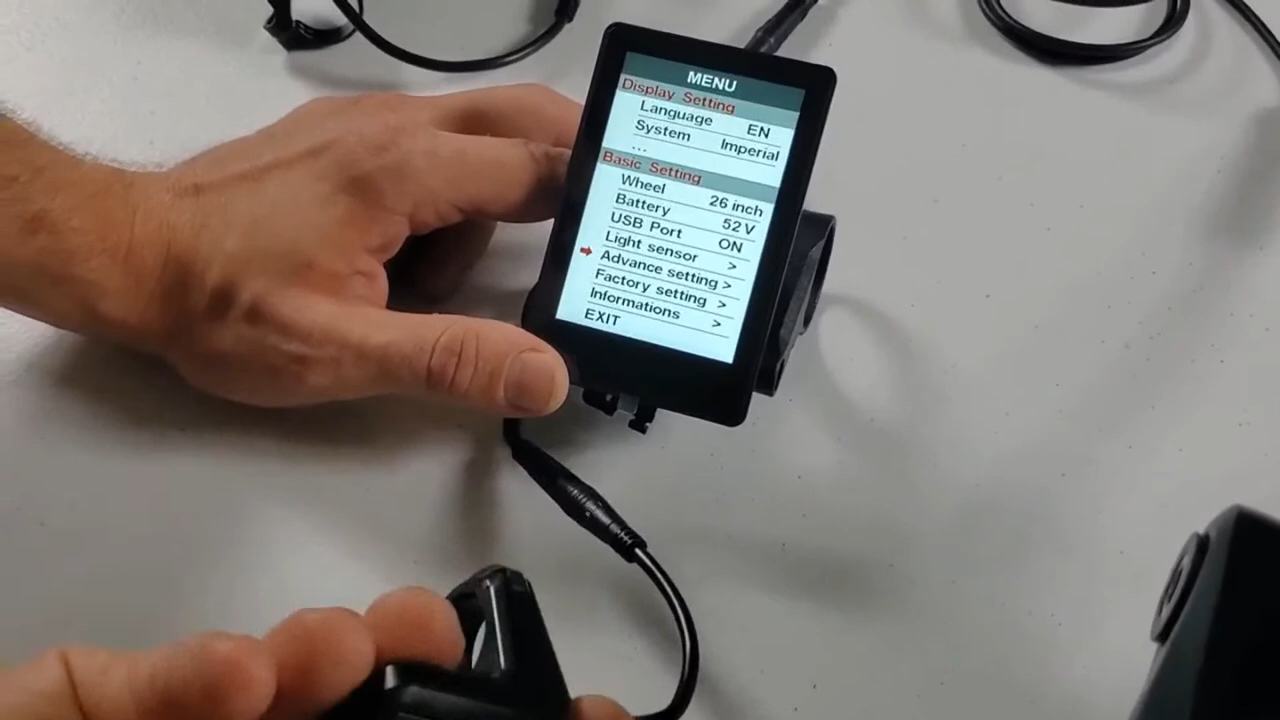 MENU
Display Setting
Language EN
System Imperial
...
Basic Setting
Wheel 26 inch
Battery 52 V
USB Port ON
Light sensor >
Advance setting >
Factory setting >
Informations >
EXIT